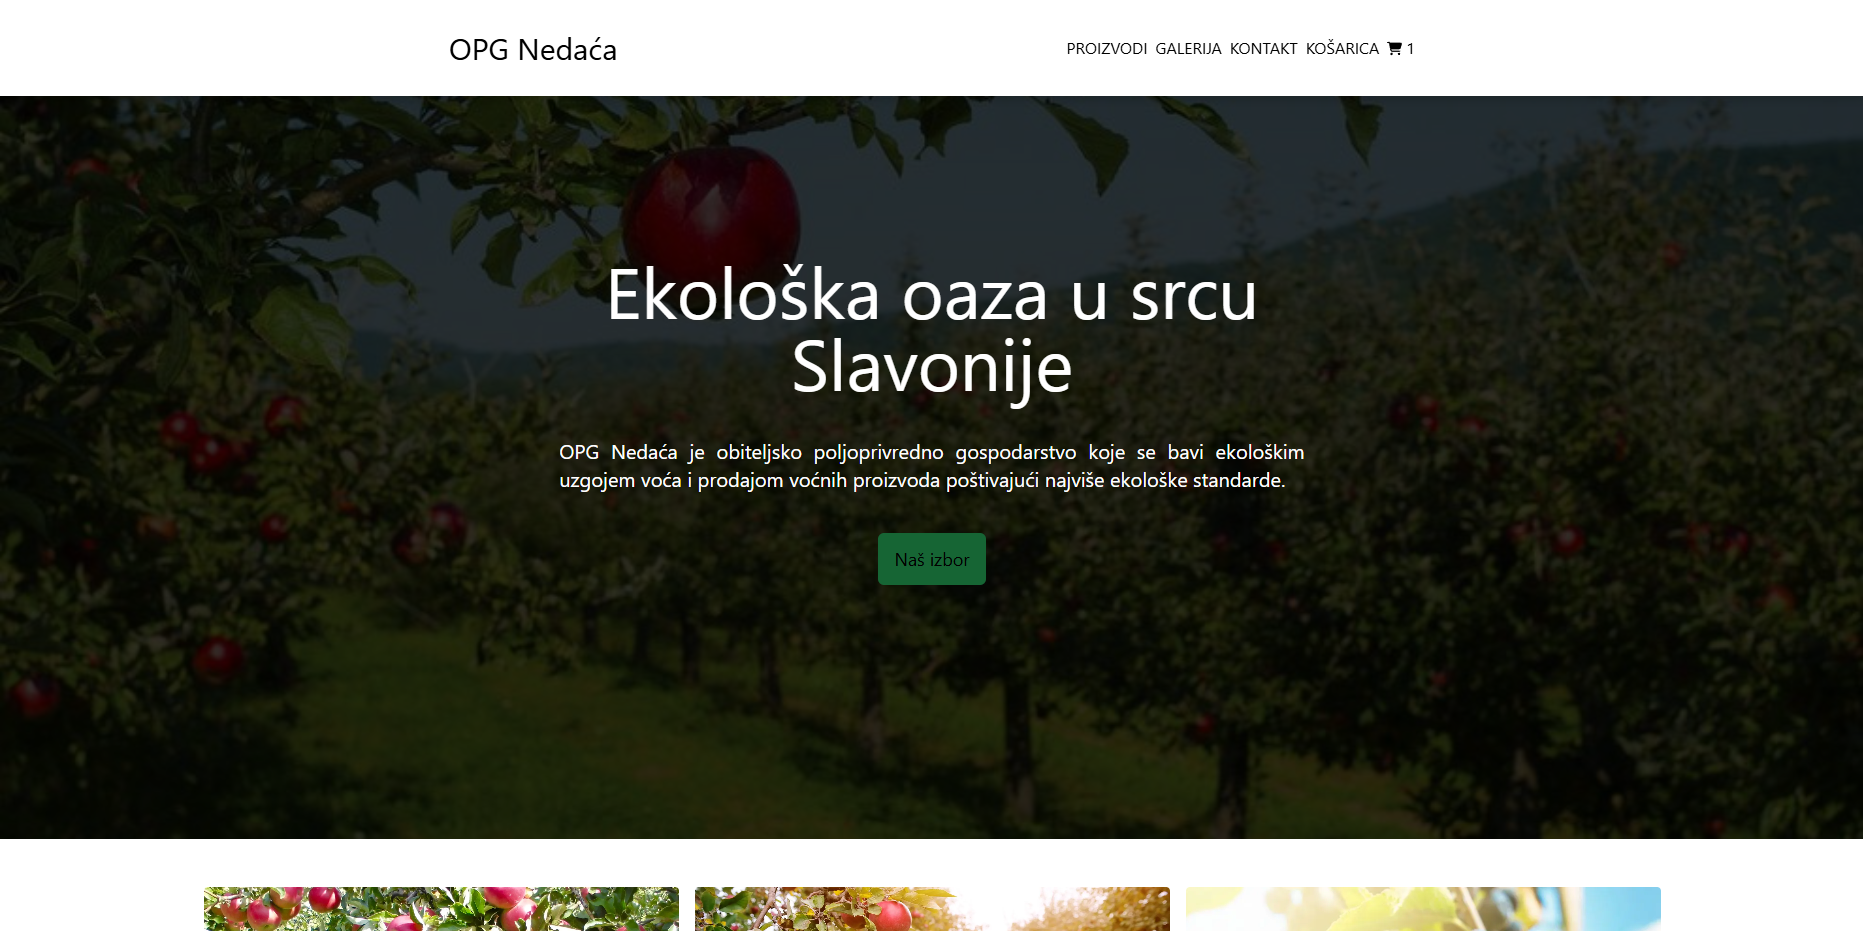 OPG Nedaća
PROIZVODI GALERIJA KONTAKT KOŠARICA 1
Ekološka oaza u srcu
Slavonije
OPG Nedaća je obiteljsko poljoprivredno gospodarstvo koje se bavi ekološkim
uzgojem voća i prodajom voćnih proizvoda poštivajući najviše ekološke standarde.
Naš izbor